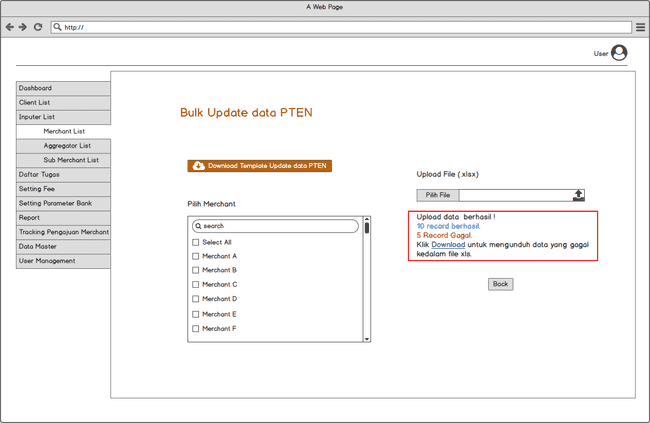 A Web Page
http://
User
Dashboard
Client List
Inputer List
Merchant List
Aggregator List
Sub Merchant List
Daftar Tugas
Setting Fee
Setting Parameter Bank
Report
Tracking Pengajuan Merchant
Data Master
User Management
Bulk Update data PTEN
Download Template Update data PTEN
Pilih Merchant
search
Select All
Merchant A
Merchant B
Merchant C
Merchant D
Merchant E
Merchant F
Upload File (.xlsx)
Pilih File
Upload data berhasil !
10 record berhasil.
5 Record Gagal.
Klik Download untuk mengunduh data yang gagal
kedalam file xls.
Back